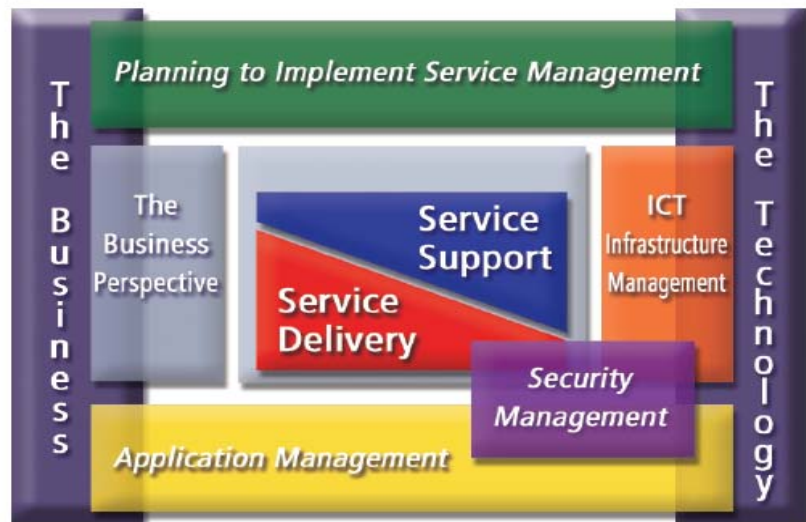 The Business
Planning to Implement Service Management
The Technology
The
Business
Perspective
Service
Support
Service
Delivery
ICT
Infrastructure
Management
Security
Management
Application Management